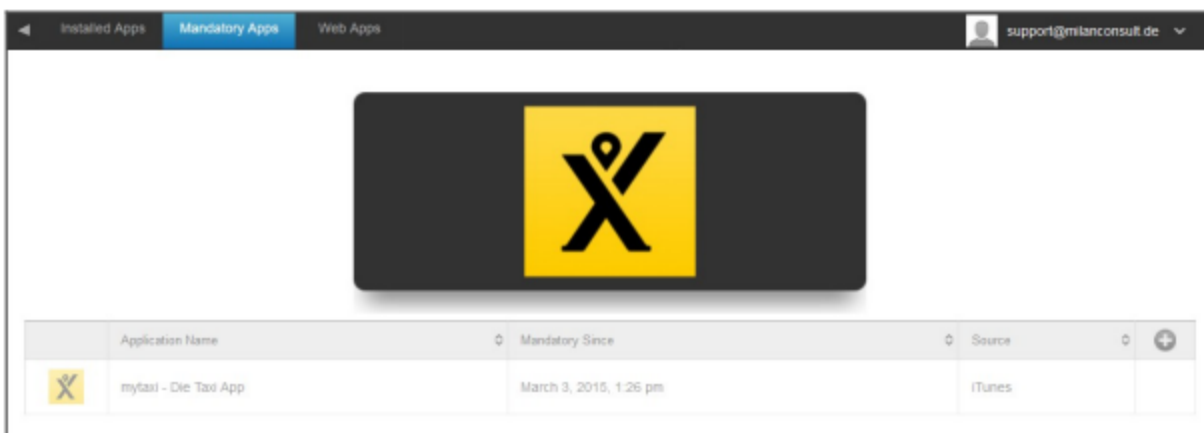 Installed Apps Mandatory Apps Web Apps support@milanconsult.de
Application Name Mandatory Since Source
mytaxi - Die Taxi App March 3, 2015, 1:26 pm iTunes